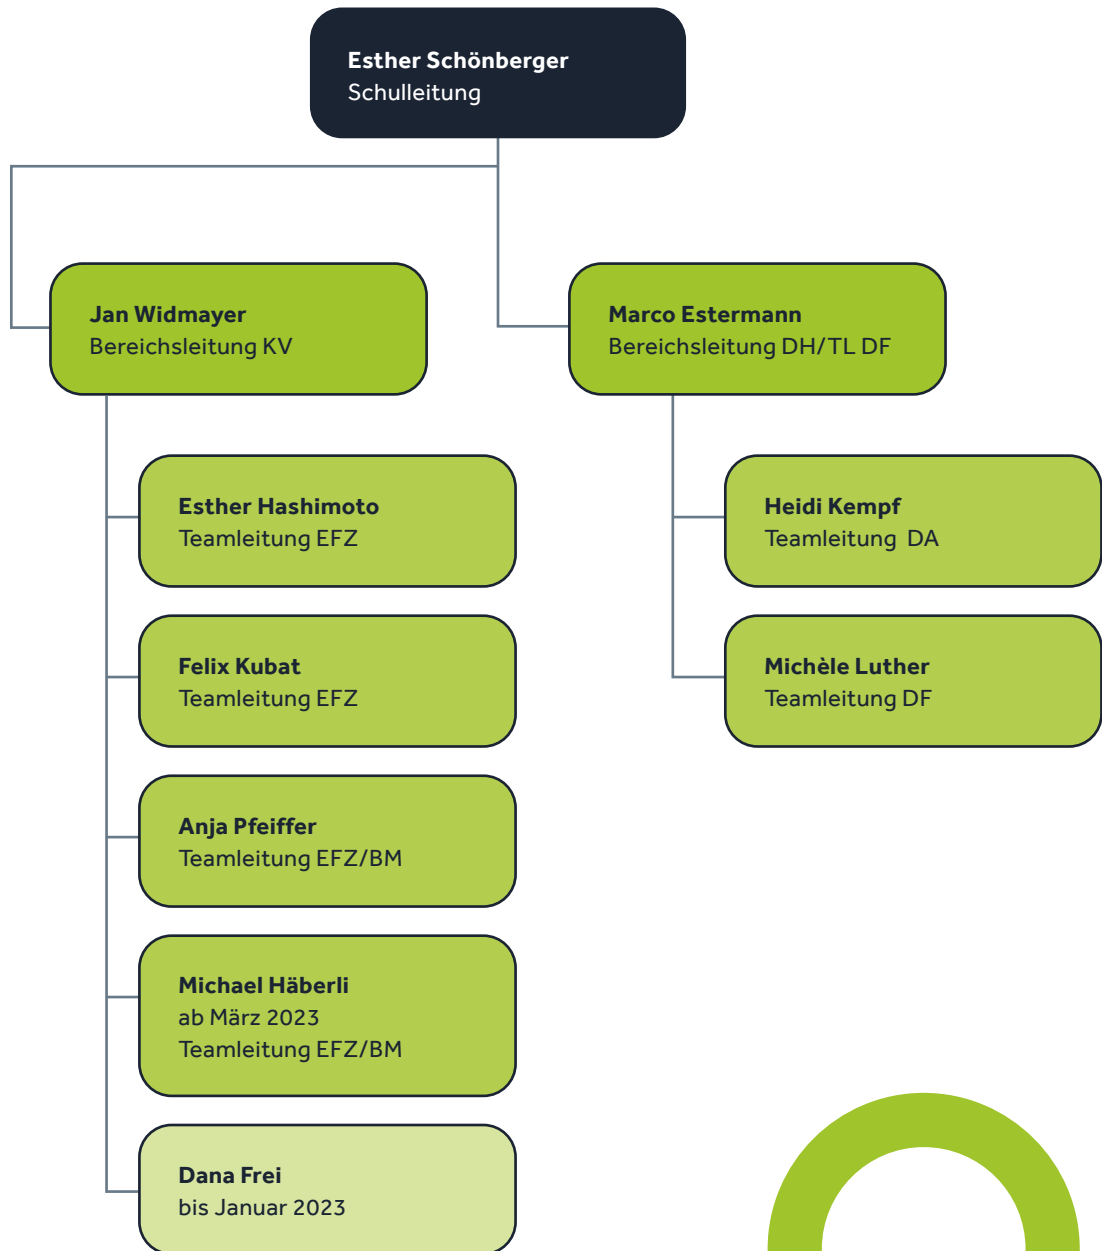 Esther Schönberger
Schulleitung
Jan Widmayer
Bereichsleitung KV
Marco Estermann
Bereichsleitung DH/TL DF
Esther Hashimoto
Teamleitung EFZ
Heidi Kempf
Teamleitung DA
Felix Kubat
Teamleitung EFZ
Michèle Luther
Teamleitung DF
Anja Pfeiffer
Teamleitung EFZ/BM
Michael Häberli
ab März 2023
Teamleitung EFZ/BM
Dana Frei
bis Januar 2023